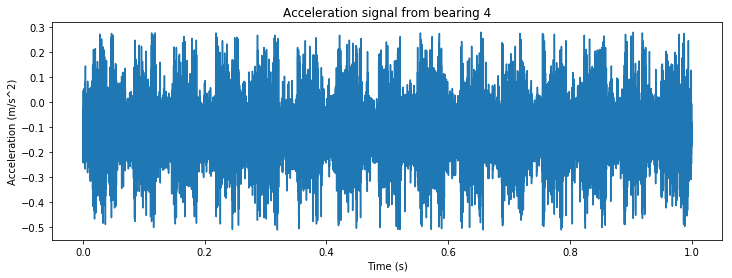 Acceleration signal from bearing 4
Acceleration (m/s^2)
0.3
0.2
0.1
0.0
−0.1
−0.2
−0.3
−0.4
−0.5
0.0 0.2 0.4 0.6 0.8 1.0
Time (s)